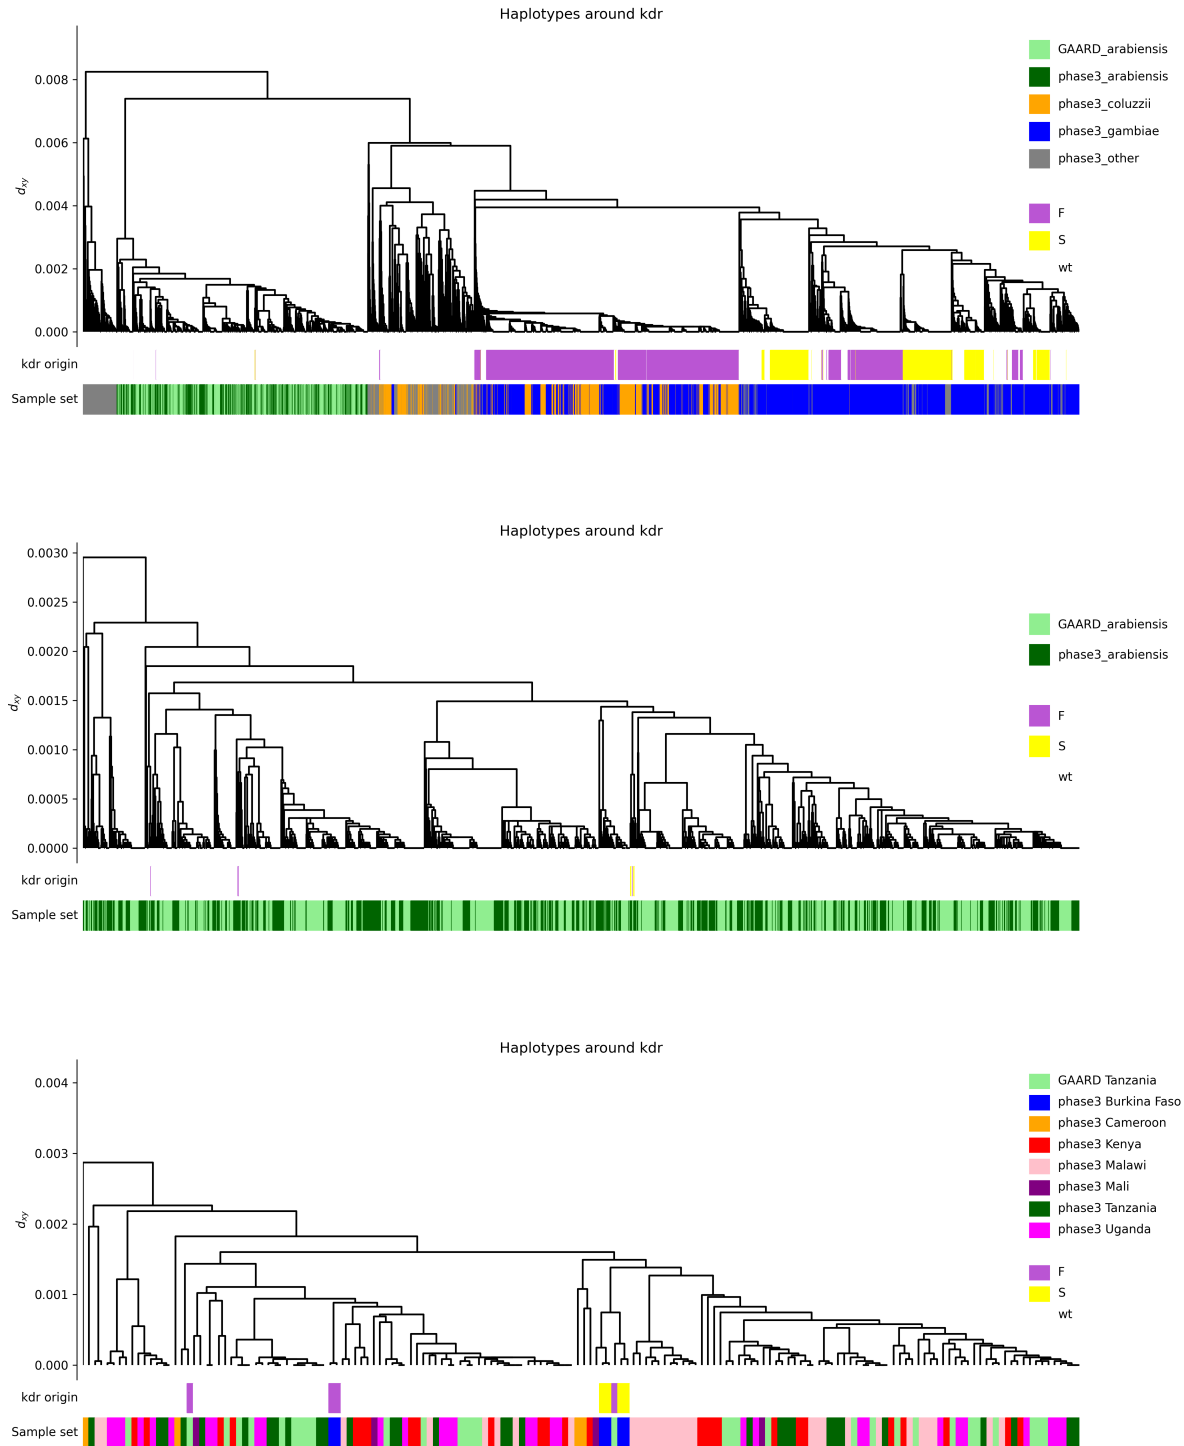 Haplotypes around kdr
GAARD_arabiensis
phase3_arabiensis
phase3_coluzzii
phase3_gambiae
phase3_other
F
S
wt
0.008
0.006
0.004
0.002
0.000
dxy
kdr origin
Sample set
Haplotypes around kdr
GAARD_arabiensis
phase3_arabiensis
F
S
wt
0.0030
0.0025
0.0020
0.0015
0.0010
0.0005
0.0000
dxy
kdr origin
Sample set
Haplotypes around kdr
GAARD Tanzania
phase3 Burkina Faso
phase3 Cameroon
phase3 Kenya
phase3 Malawi
phase3 Mali
phase3 Tanzania
phase3 Uganda
F
S
wt
0.004
0.003
0.002
0.001
0.000
dxy
kdr origin
Sample set